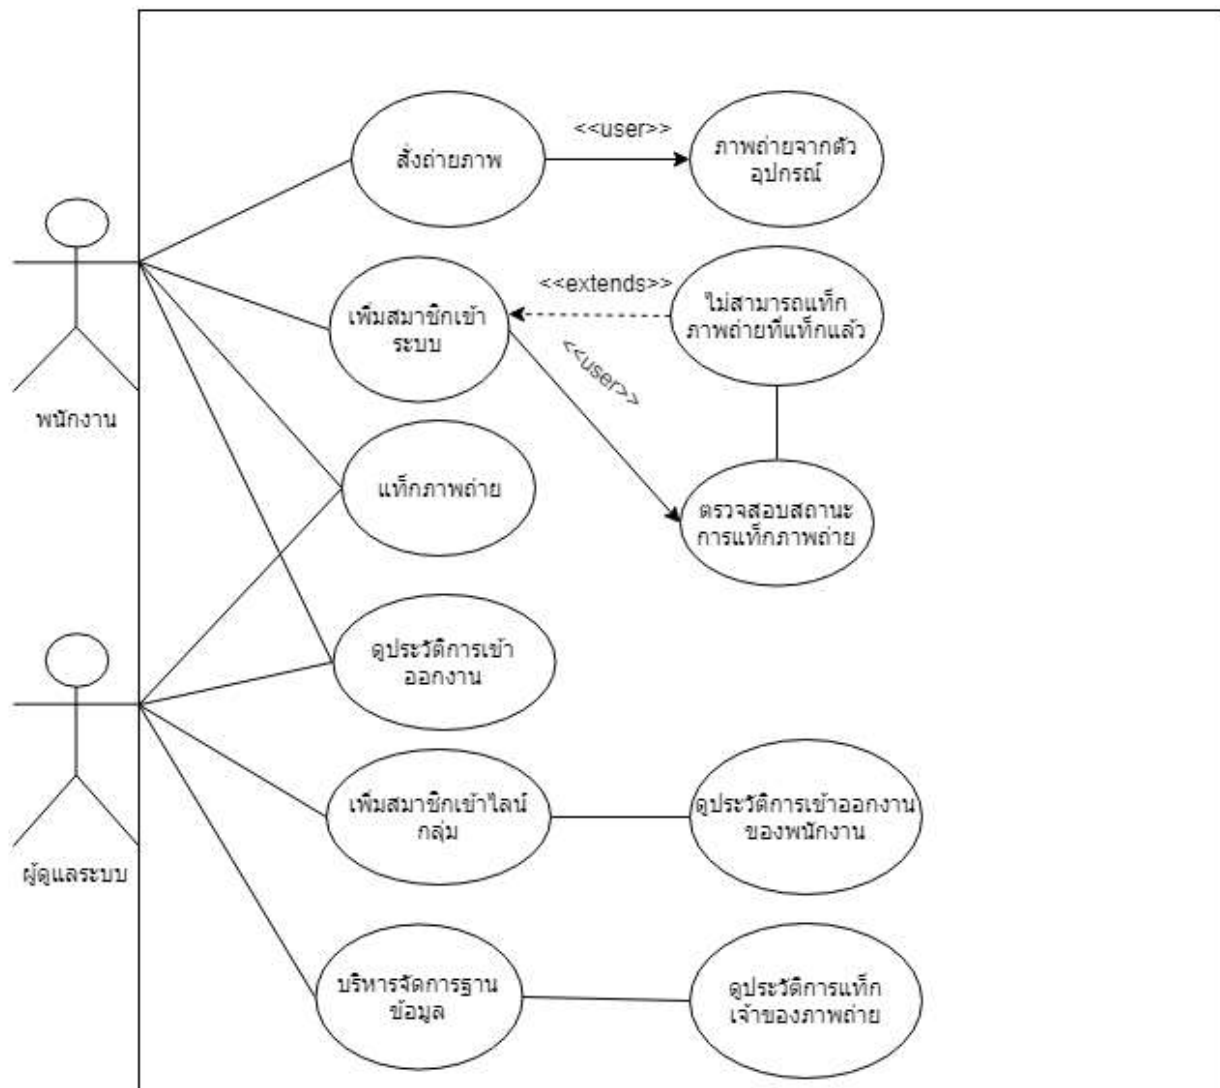 สั่งถ่ายภาพ
<<user>>
ภาพถ่ายจากตัว
อุปกรณ์
เพิ่มสมาชิกเข้า
ระบบ
<<extends>>
ไม่สามารถแท็ก
ภาพถ่ายที่แท็กแล้ว
<<user>>
พนักงาน
แท็กภาพถ่าย
ตรวจสอบสถานะ
การแท็กภาพถ่าย
ดูประวัติการเข้า
ออกงาน
เพิ่มสมาชิกเข้าไลน์
กลุ่ม
ดูประวัติการเข้าออกงาน
ของพนักงาน
ผู้ดูแลระบบ
บริหารจัดการฐาน
ข้อมูล
ดูประวัติการแท็ก
เจ้าของภาพถ่าย